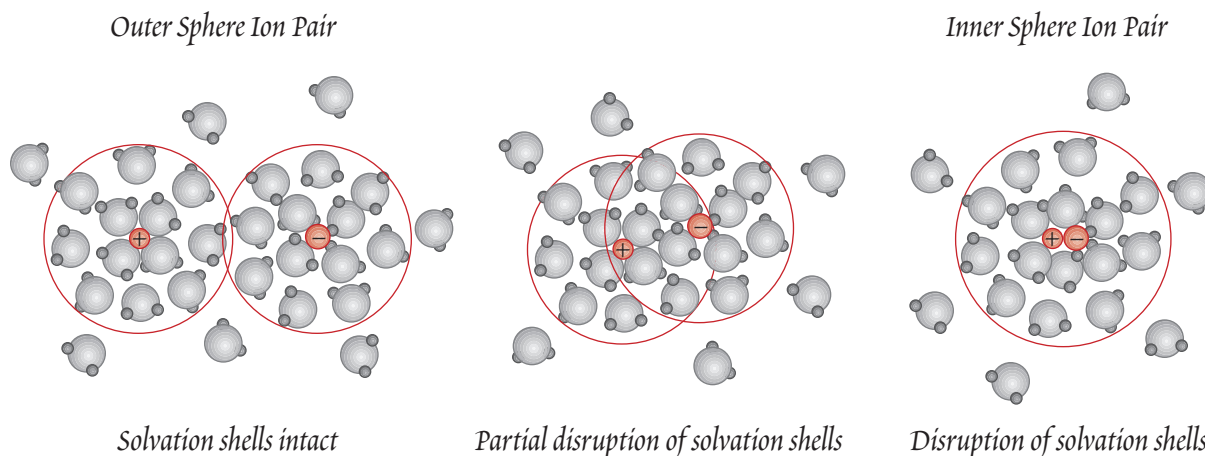 Outer Sphere Ion Pair
Inner Sphere Ion Pair
+
−
+
−
+
−
Solvation shells intact
Partial disruption of solvation shells
Disruption of solvation shells